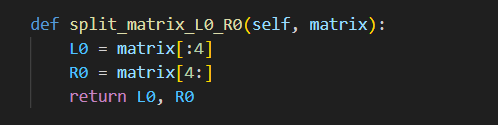 def split_matrix_L0_R0(self, matrix):
    L0 = matrix[:4]
    R0 = matrix[4:]
    return L0, R0